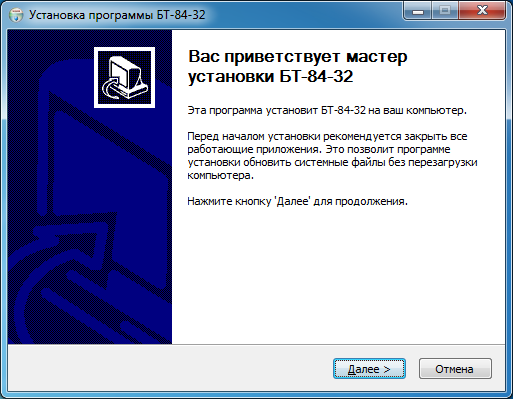 Установка программы БТ-84-32
Вас приветствует мастер
установки БТ-84-32
Эта программа установит БТ-84-32 на ваш компьютер.
Перед началом установки рекомендуется закрыть все
работающие приложения. Это позволит программе
установки обновить системные файлы без перезагрузки
компьютера.
Нажмите кнопку 'Далее' для продолжения.
Далее >
Отмена